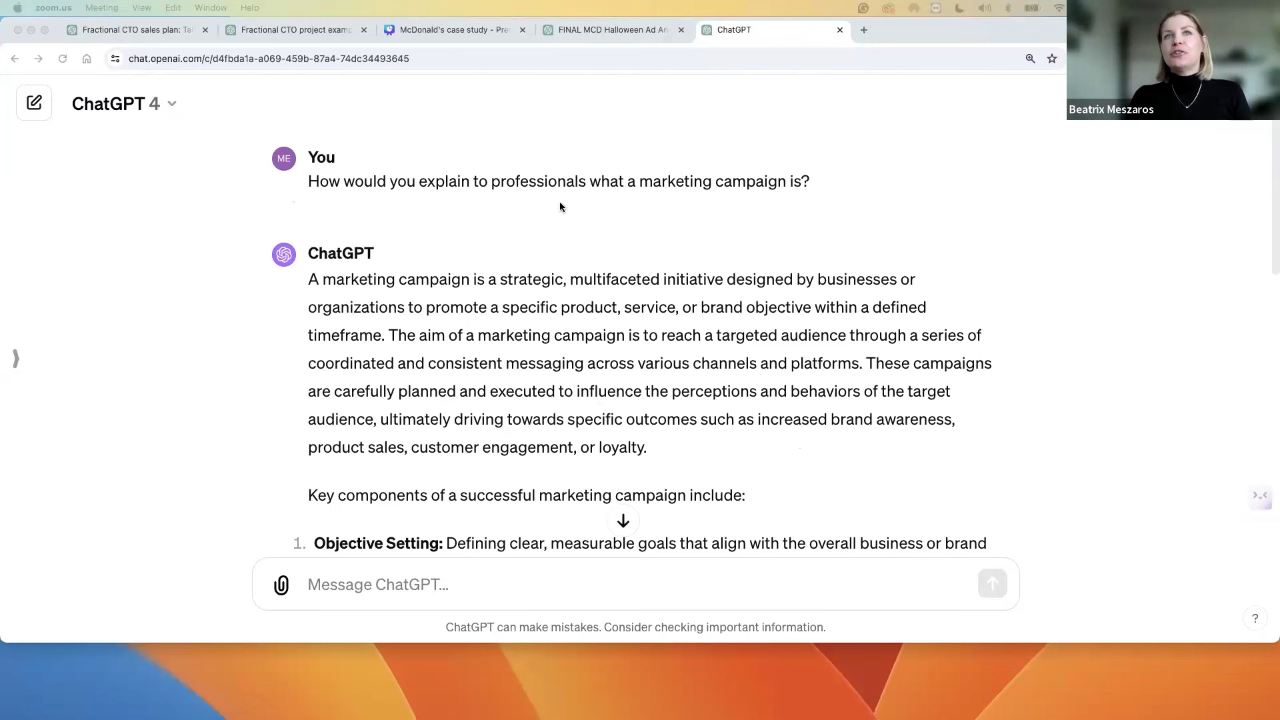 zoom.us Meeting View Edit Window Help
Fractional CTO sales plan: Te
Fractional CTO project examp
McDonald's case study - Pre
FINAL MCD Halloween Ad An
ChatGPT
chat.openai.com/c/d4fbda1a-a069-459b-87a4-74dc34493645
Beatrix Meszaros
ChatGPT 4
ME You
How would you explain to professionals what a marketing campaign is?
ChatGPT
A marketing campaign is a strategic, multifaceted initiative designed by businesses or
organizations to promote a specific product, service, or brand objective within a defined
timeframe. The aim of a marketing campaign is to reach a targeted audience through a series of
coordinated and consistent messaging across various channels and platforms. These campaigns
are carefully planned and executed to influence the perceptions and behaviors of the target
audience, ultimately driving towards specific outcomes such as increased brand awareness,
product sales, customer engagement, or loyalty.
Key components of a successful marketing campaign include:
1. Objective Setting: Defining clear, measurable goals that align with the overall business or brand
Message ChatGPT...
ChatGPT can make mistakes. Consider checking important information.
?